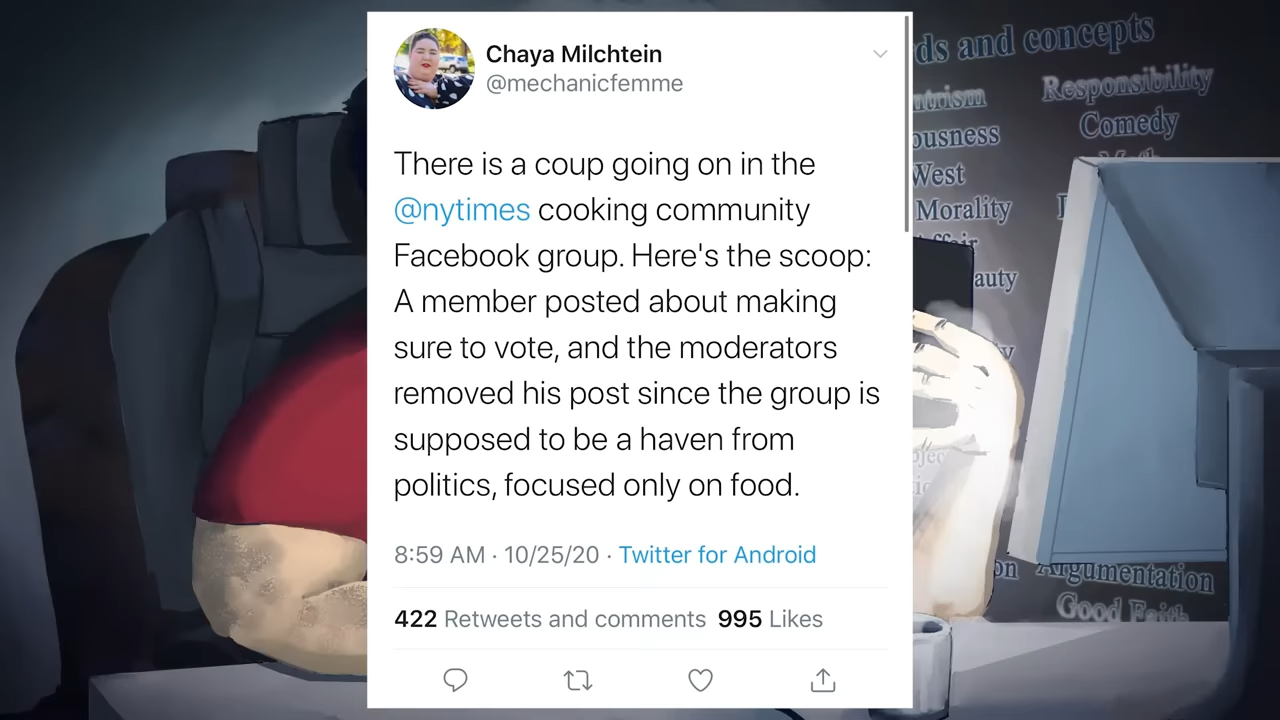 Chaya Milchtein
@mechanicfemme
There is a coup going on in the
@nytimes cooking community
Facebook group. Here's the scoop:
A member posted about making
sure to vote, and the moderators
removed his post since the group is
supposed to be a haven from
politics, focused only on food.
8:59 AM · 10/25/20 · Twitter for Android
422 Retweets and comments 995 Likes
and concepts
Responsibility
Comedy
West
Morality
Argumentation
Good Faith